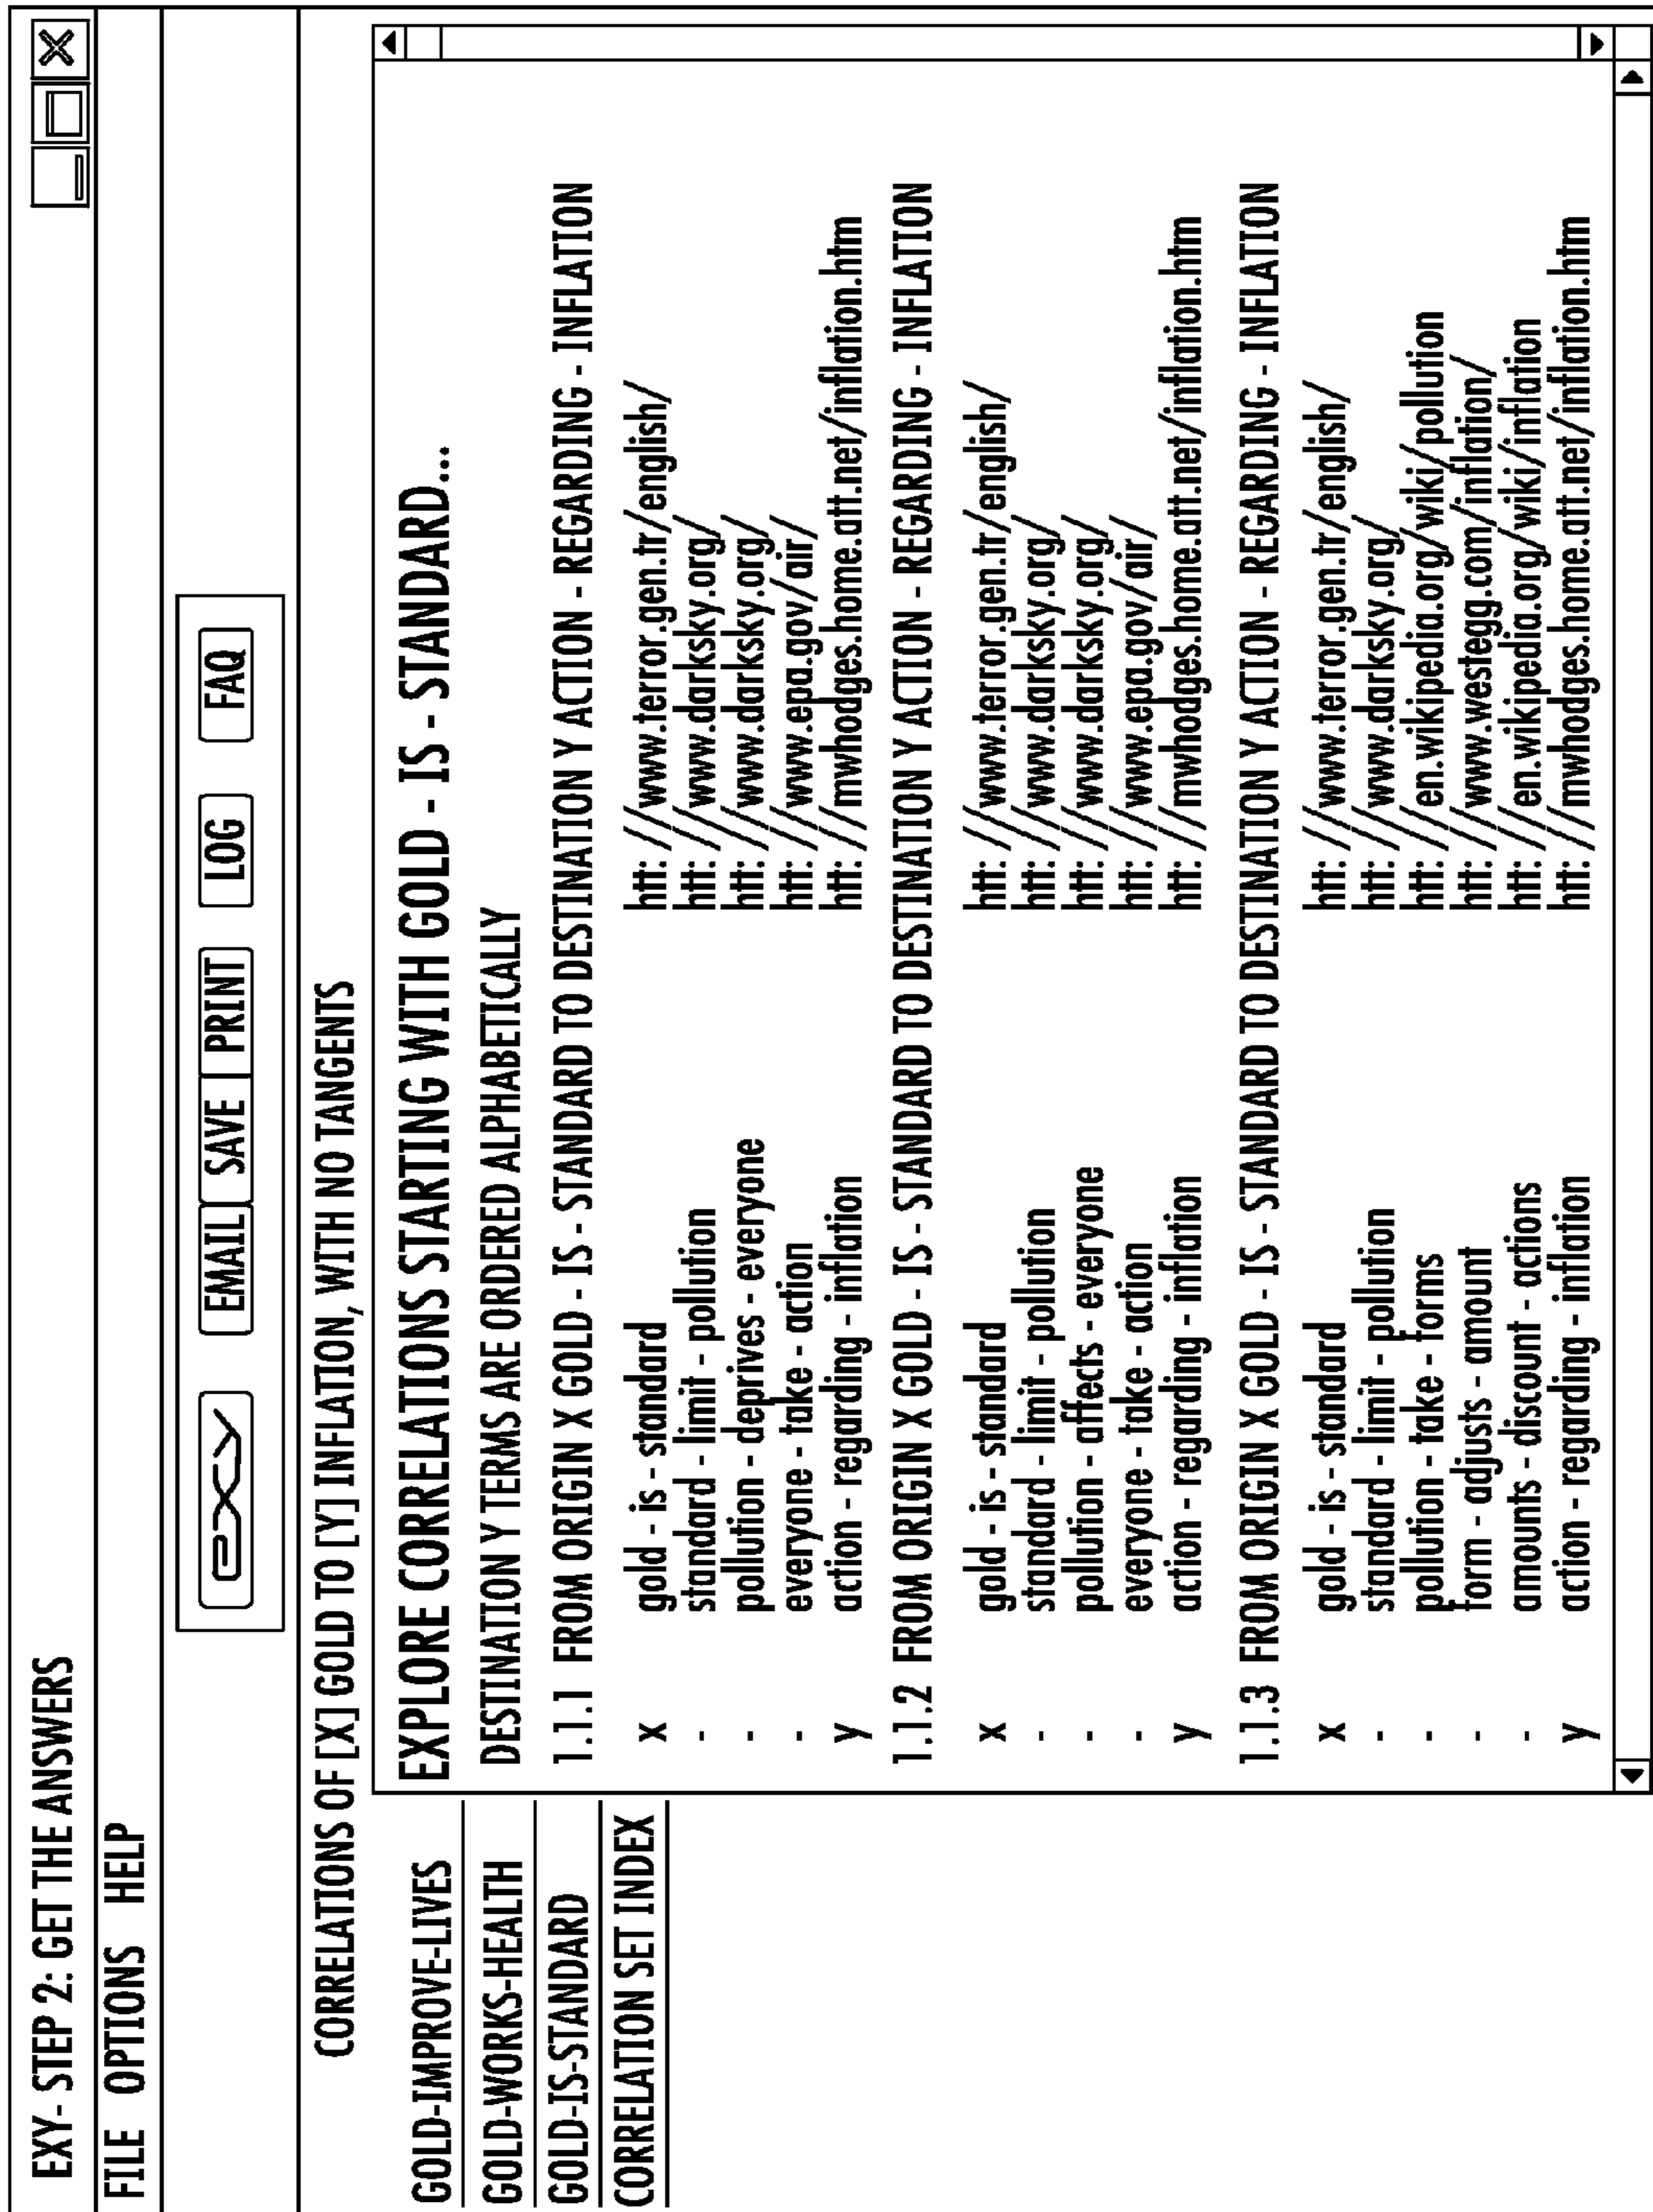 EXY- STEP 2: GET THE ANSWERS
FILE OPTIONS HELP
exy EMAIL SAVE PRINT LOG FAQ
CORRELATIONS OF [X] GOLD TO [Y] INFLATION, WITH NO TANGENTS
GOLD-IMPROVE-LIVES
GOLD-WORKS-HEALTH
GOLD-IS-STANDARD
CORRELATION SET INDEX
EXPLORE CORRELATIONS STARTING WITH GOLD - IS - STANDARD...
DESTINATION Y TERMS ARE ORDERED ALPHABETICALLY
1.1.1 FROM ORIGIN X GOLD - IS - STANDARD TO DESTINATION Y ACTION - REGARDING - INFLATION
x gold - is - standard htt: //www.terror.gen.tr/english/
- standard - limit - pollution htt: //www.darksky.org/
- pollution - deprives - everyone htt: //www.darksky.org/
- everyone - take - action htt: //www.epa.gov/air/
y action - regarding - inflation htt: //mwhodges.home.att.net/inflation.htm
1.1.2 FROM ORIGIN X GOLD - IS - STANDARD TO DESTINATION Y ACTION - REGARDING - INFLATION
x gold - is - standard htt: //www.terror.gen.tr/english/
- standard - limit - pollution htt: //www.darksky.org/
- pollution - affects - everyone htt: //www.darksky.org/
- everyone - take - action htt: //www.epa.gov/air/
y action - regarding - inflation htt: //mwhodges.home.att.net/inflation.htm
1.1.3 FROM ORIGIN X GOLD - IS - STANDARD TO DESTINATION Y ACTION - REGARDING - INFLATION
x gold - is - standard htt: //www.terror.gen.tr/english/
- standard - limit - pollution htt: //www.darksky.org/
- pollution - take - forms htt: //en.wikipedia.org/wiki/pollution
- form - adjusts - amount htt: //www.westegg.com/inflation/
- amounts - discount - actions htt: //en.wikipedia.org/wiki/inflation
y action - regarding - inflation htt: //mwhodges.home.att.net/inflation.htm